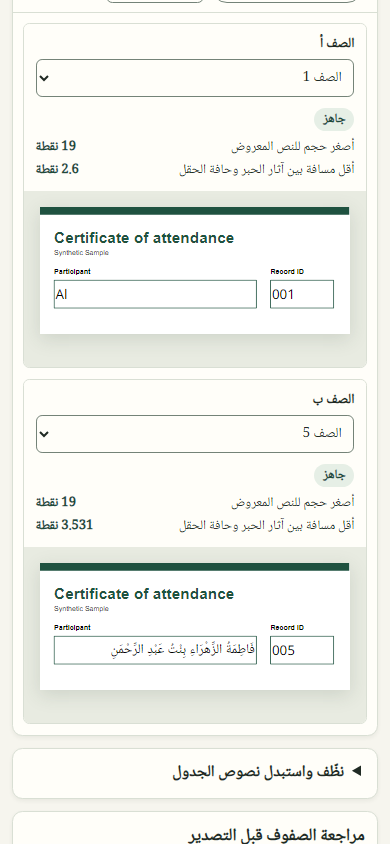 الصف أ
الصف 1
جاهز
أصغر حجم للنص المعروض 19 نقطة
أقل مسافة بين آثار الحبر وحافة الحقل 2.6 نقطة
Certificate of attendance
Synthetic Sample
Participant Record ID
Al 001
الصف ب
الصف 5
جاهز
أصغر حجم للنص المعروض 19 نقطة
أقل مسافة بين آثار الحبر وحافة الحقل 3.531 نقطة
Certificate of attendance
Synthetic Sample
Participant Record ID
فَاطِمَةُ الزَّهْرَاءِ بِنْتُ عَبْدِ الرَّحْمَنِ 005
نظّف واستبدل نصوص الجدول
مراجعة الصفوف قبل التصدير